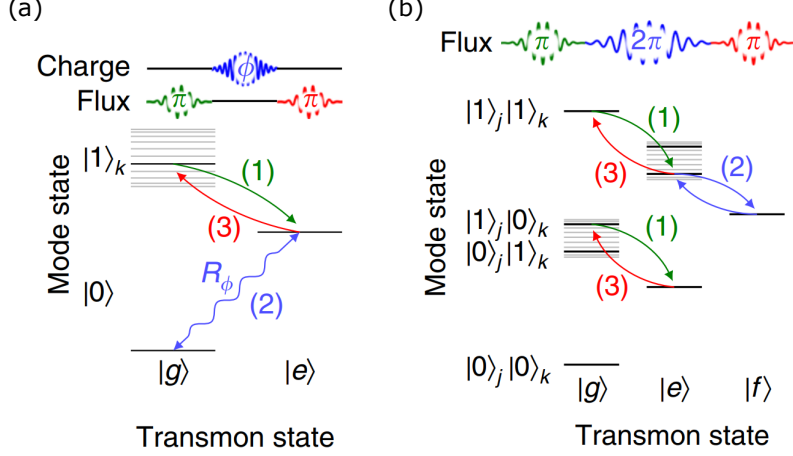 (a)
Charge
ϕ
Flux
π
π
|1⟩k
(1)
(3)
Rϕ
(2)
|0⟩
Mode state
|g⟩
|e⟩
Transmon state
(b)
Flux
π
2π
π
|1⟩j|1⟩k
(1)
(2)
(3)
|1⟩j|0⟩k
(1)
|0⟩j|1⟩k
(3)
Mode state
|0⟩j|0⟩k
|g⟩
|e⟩
|f⟩
Transmon state